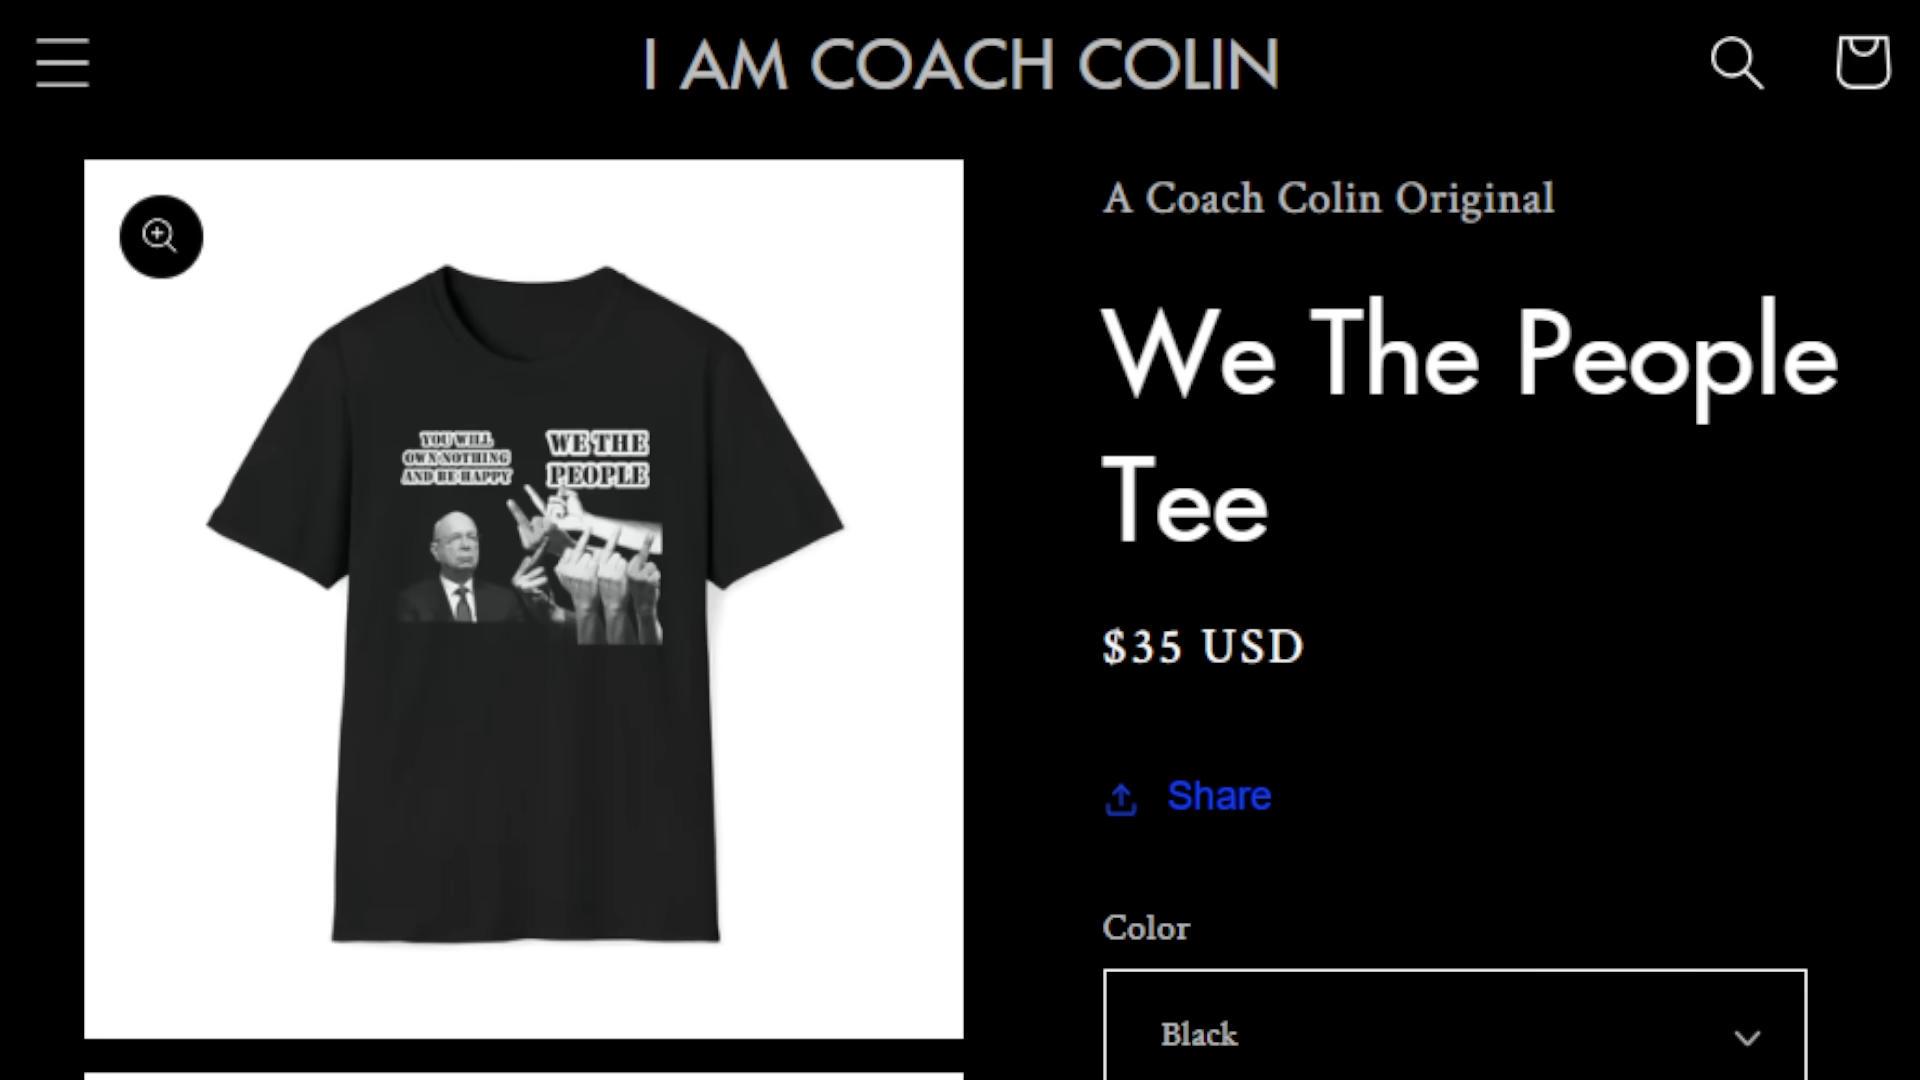 I AM COACH COLIN
A Coach Colin Original
We The People
Tee
$35 USD
Share
Color
Black
YOU WILL
OWN NOTHING
AND BE HAPPY
WE THE
PEOPLE